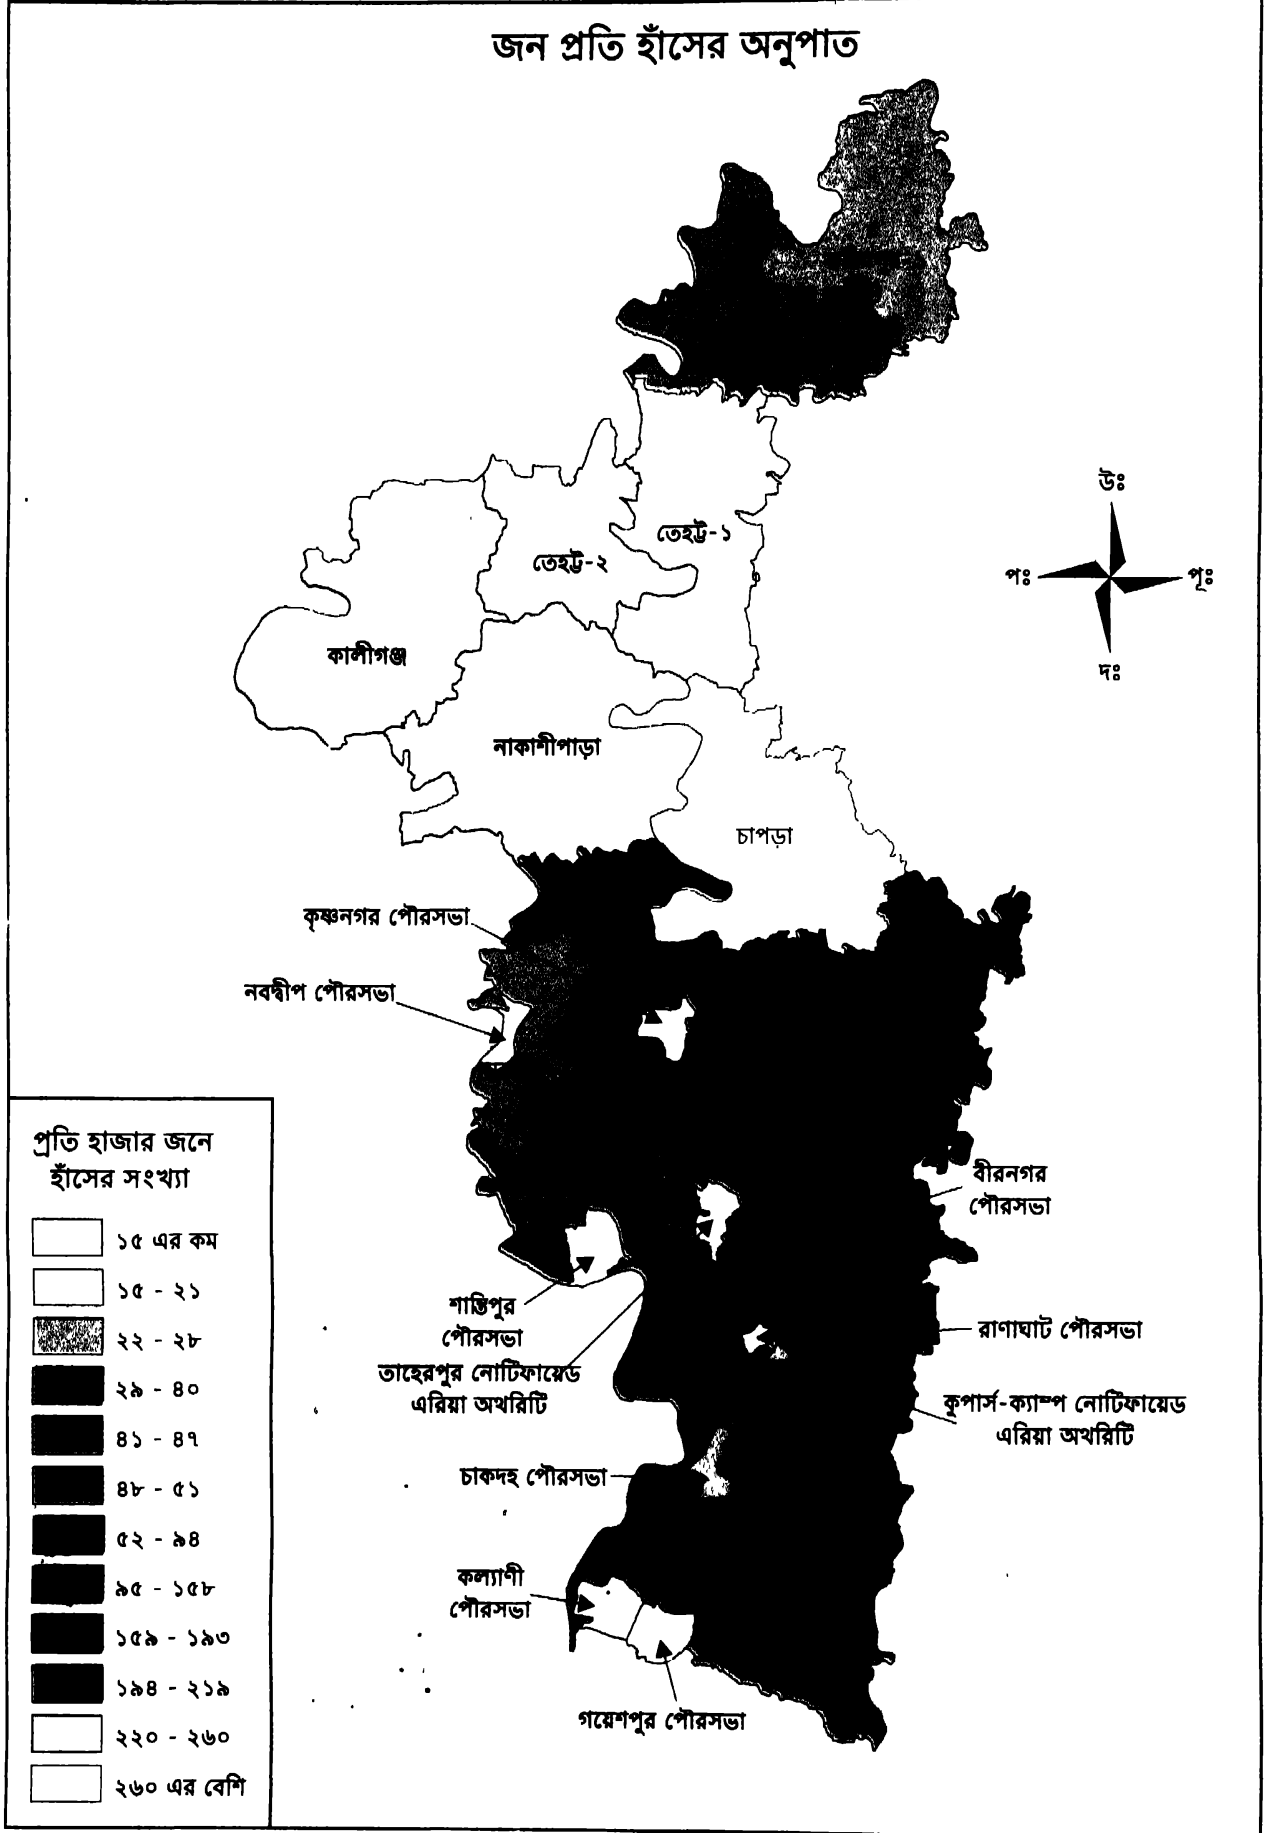 জন প্রতি হাঁসের অনুপাত
উঃ
পঃ
পূঃ
দঃ
তেহট্ট-১
তেহট্ট-২
কালীগঞ্জ
নাকাশীপাড়া
চাপড়া
কৃষ্ণনগর পৌরসভা
নবদ্বীপ পৌরসভা
বীরনগর
পৌরসভা
শান্তিপুর
পৌরসভা
রাণাঘাট পৌরসভা
তাহেরপুর নোটিফায়েড
এরিয়া অথরিটি
কুপার্স-ক্যাম্প নোটিফায়েড
এরিয়া অথরিটি
চাকদহ পৌরসভা
কল্যাণী
পৌরসভা
গয়েশপুর পৌরসভা
প্রতি হাজার জনে
হাঁসের সংখ্যা
১৫ এর কম
১৫ - ২১
২২ - ২৮
২৯ - ৪০
৪১ - ৪৭
৪৮ - ৫১
৫২ - ৯৪
৯৫ - ১৫৮
১৫৯ - ১৯৩
১৯৪ - ২১৯
২২০ - ২৬০
২৬০ এর বেশি